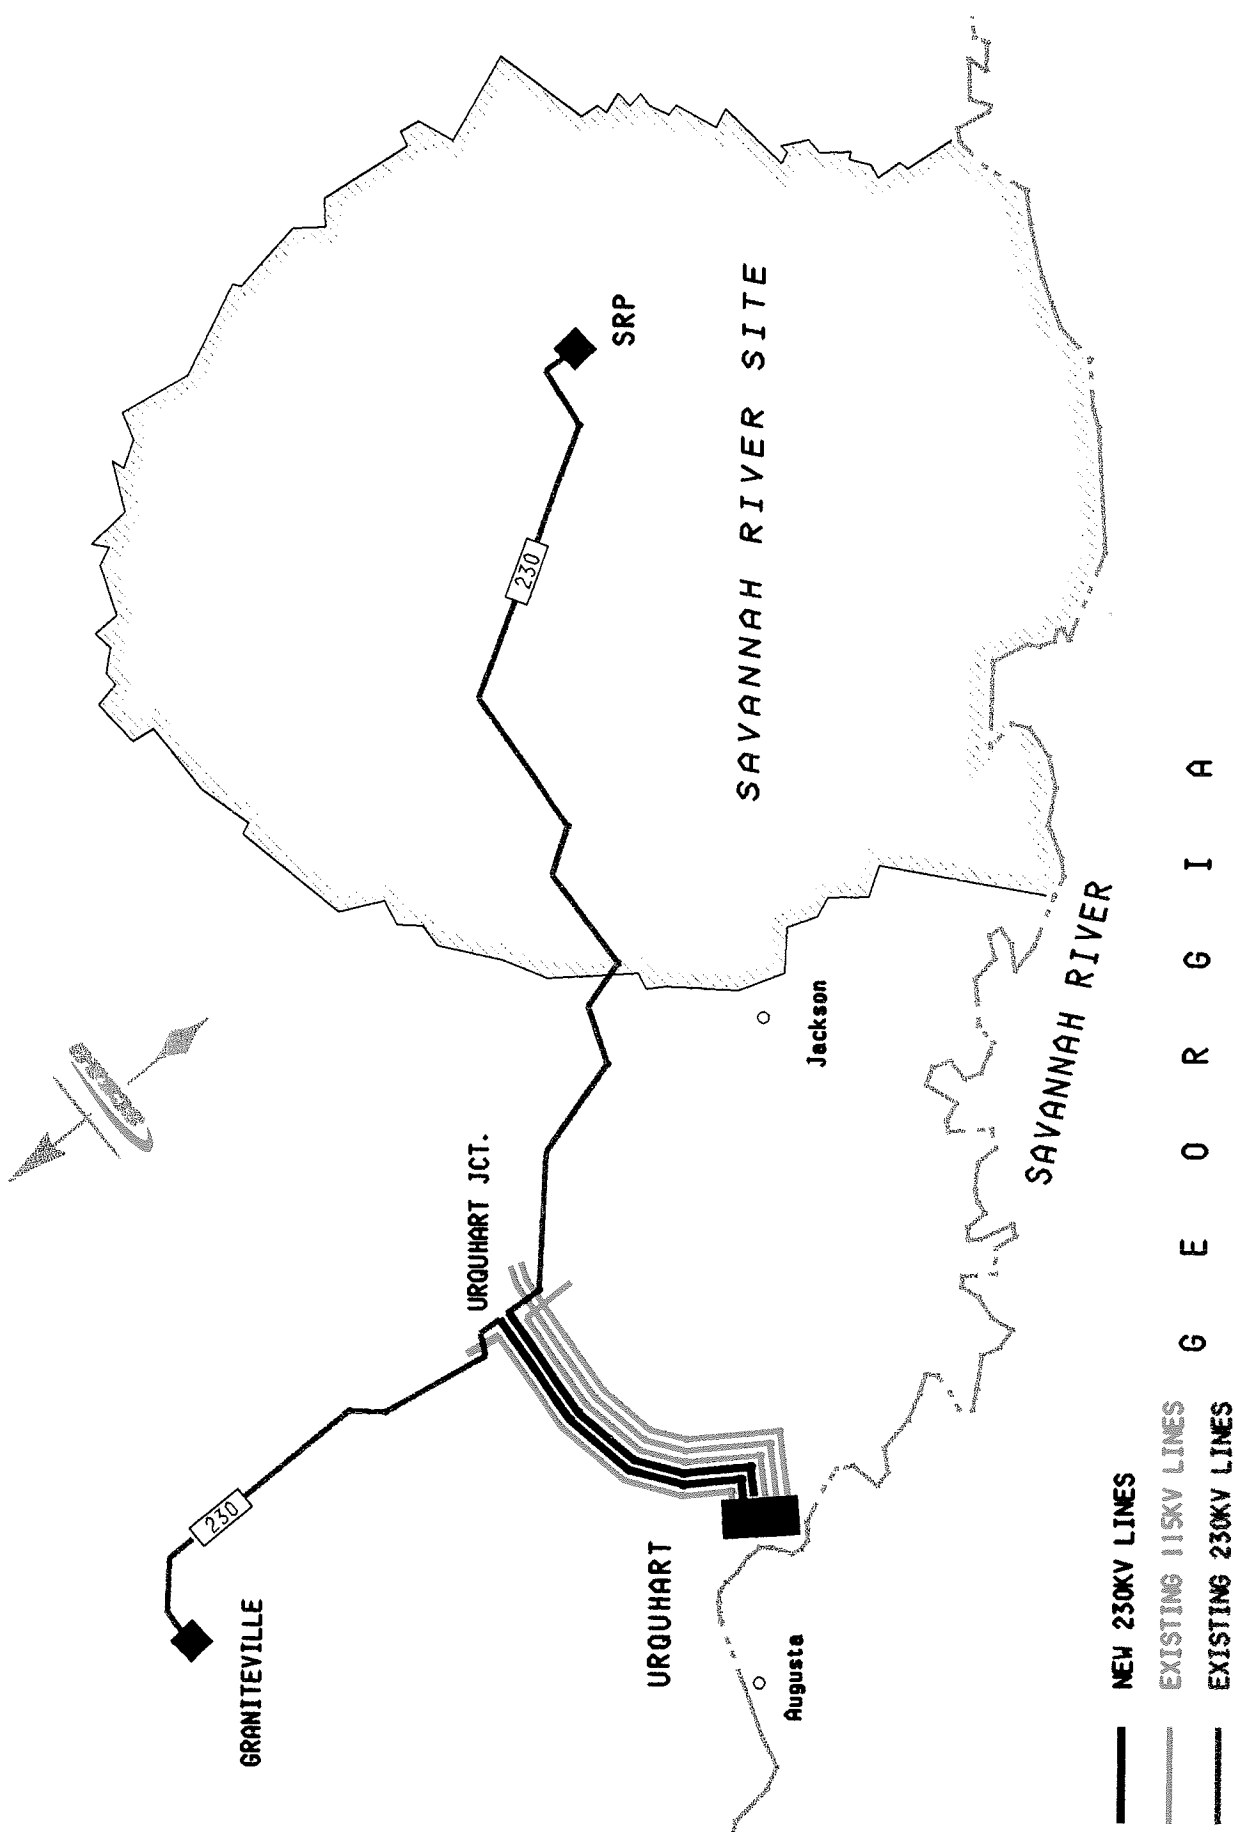 GRANITEVILLE
230
URQUHART JCT.
230
SRP
URQUHART
Augusta
Jackson
SAVANNAH RIVER SITE
SAVANNAH RIVER
G E O R G I A
NEW 230KV LINES
EXISTING 115KV LINES
EXISTING 230KV LINES